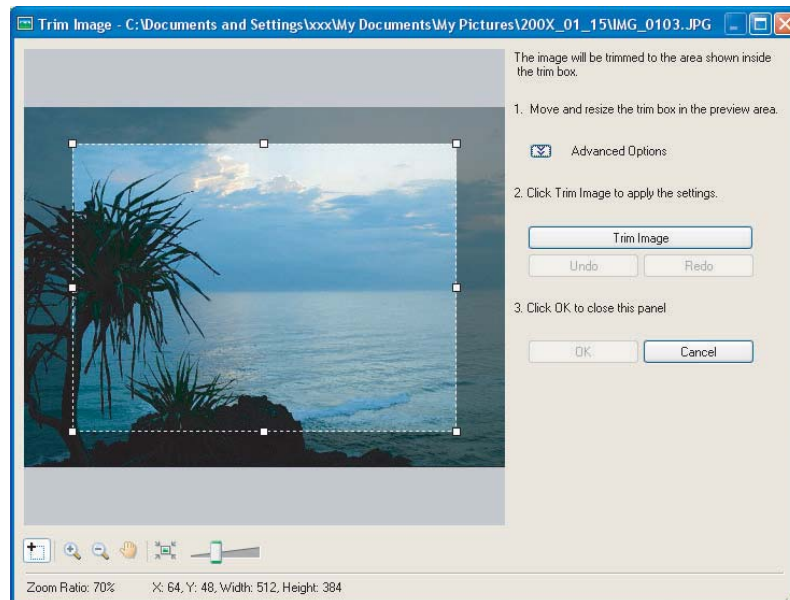 Trim Image - C:\Documents and Settings\xxx\My Documents\My Pictures\200X_01_15\IMG_0103.JPG
The image will be trimmed to the area shown inside
the trim box.
1. Move and resize the trim box in the preview area.
Advanced Options
2. Click Trim Image to apply the settings.
Trim Image
Undo Redo
3. Click OK to close this panel
OK Cancel
Zoom Ratio: 70% X: 64, Y: 48, Width: 512, Height: 384